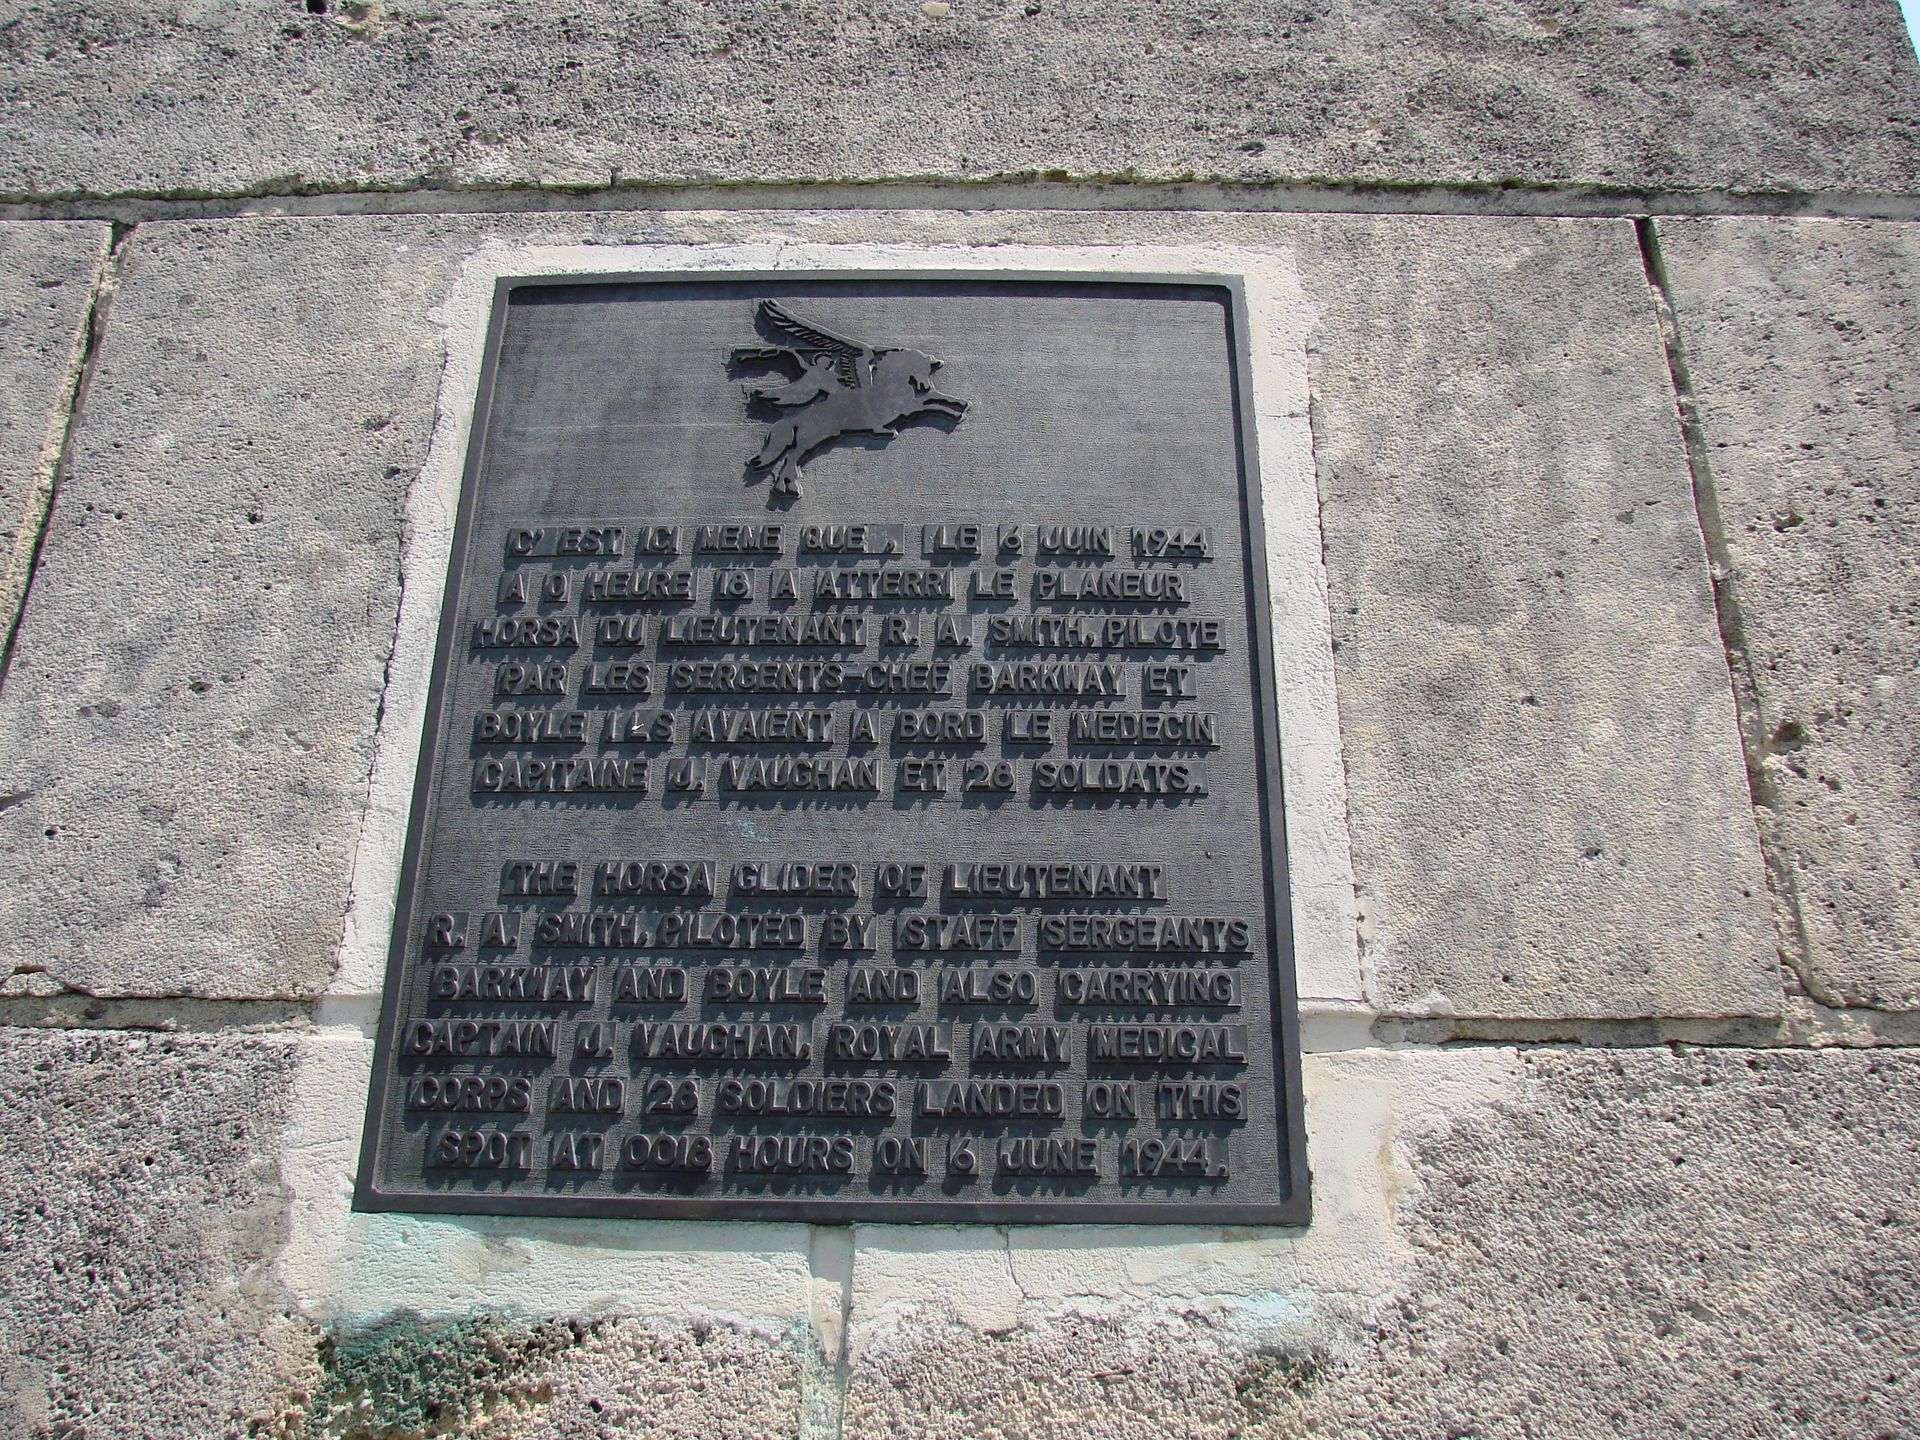 C' EST ICI MEME QUE , LE 6 JUIN 1944
A 0 HEURE 18 A ATTERRI LE PLANEUR
HORSA DU LIEUTENANT R. A. SMITH, PILOTE
PAR LES SERGENTS-CHEF BARKWAY ET
BOYLE ILS AVAIENT A BORD LE MEDECIN
CAPITAINE J. VAUGHAN ET 28 SOLDATS.
THE HORSA GLIDER OF LIEUTENANT
R. A. SMITH, PILOTED BY STAFF SERGEANTS
BARKWAY AND BOYLE AND ALSO CARRYING
CAPTAIN J. VAUGHAN, ROYAL ARMY MEDICAL
CORPS AND 28 SOLDIERS LANDED ON THIS
SPOT AT 0018 HOURS ON 6 JUNE 1944.